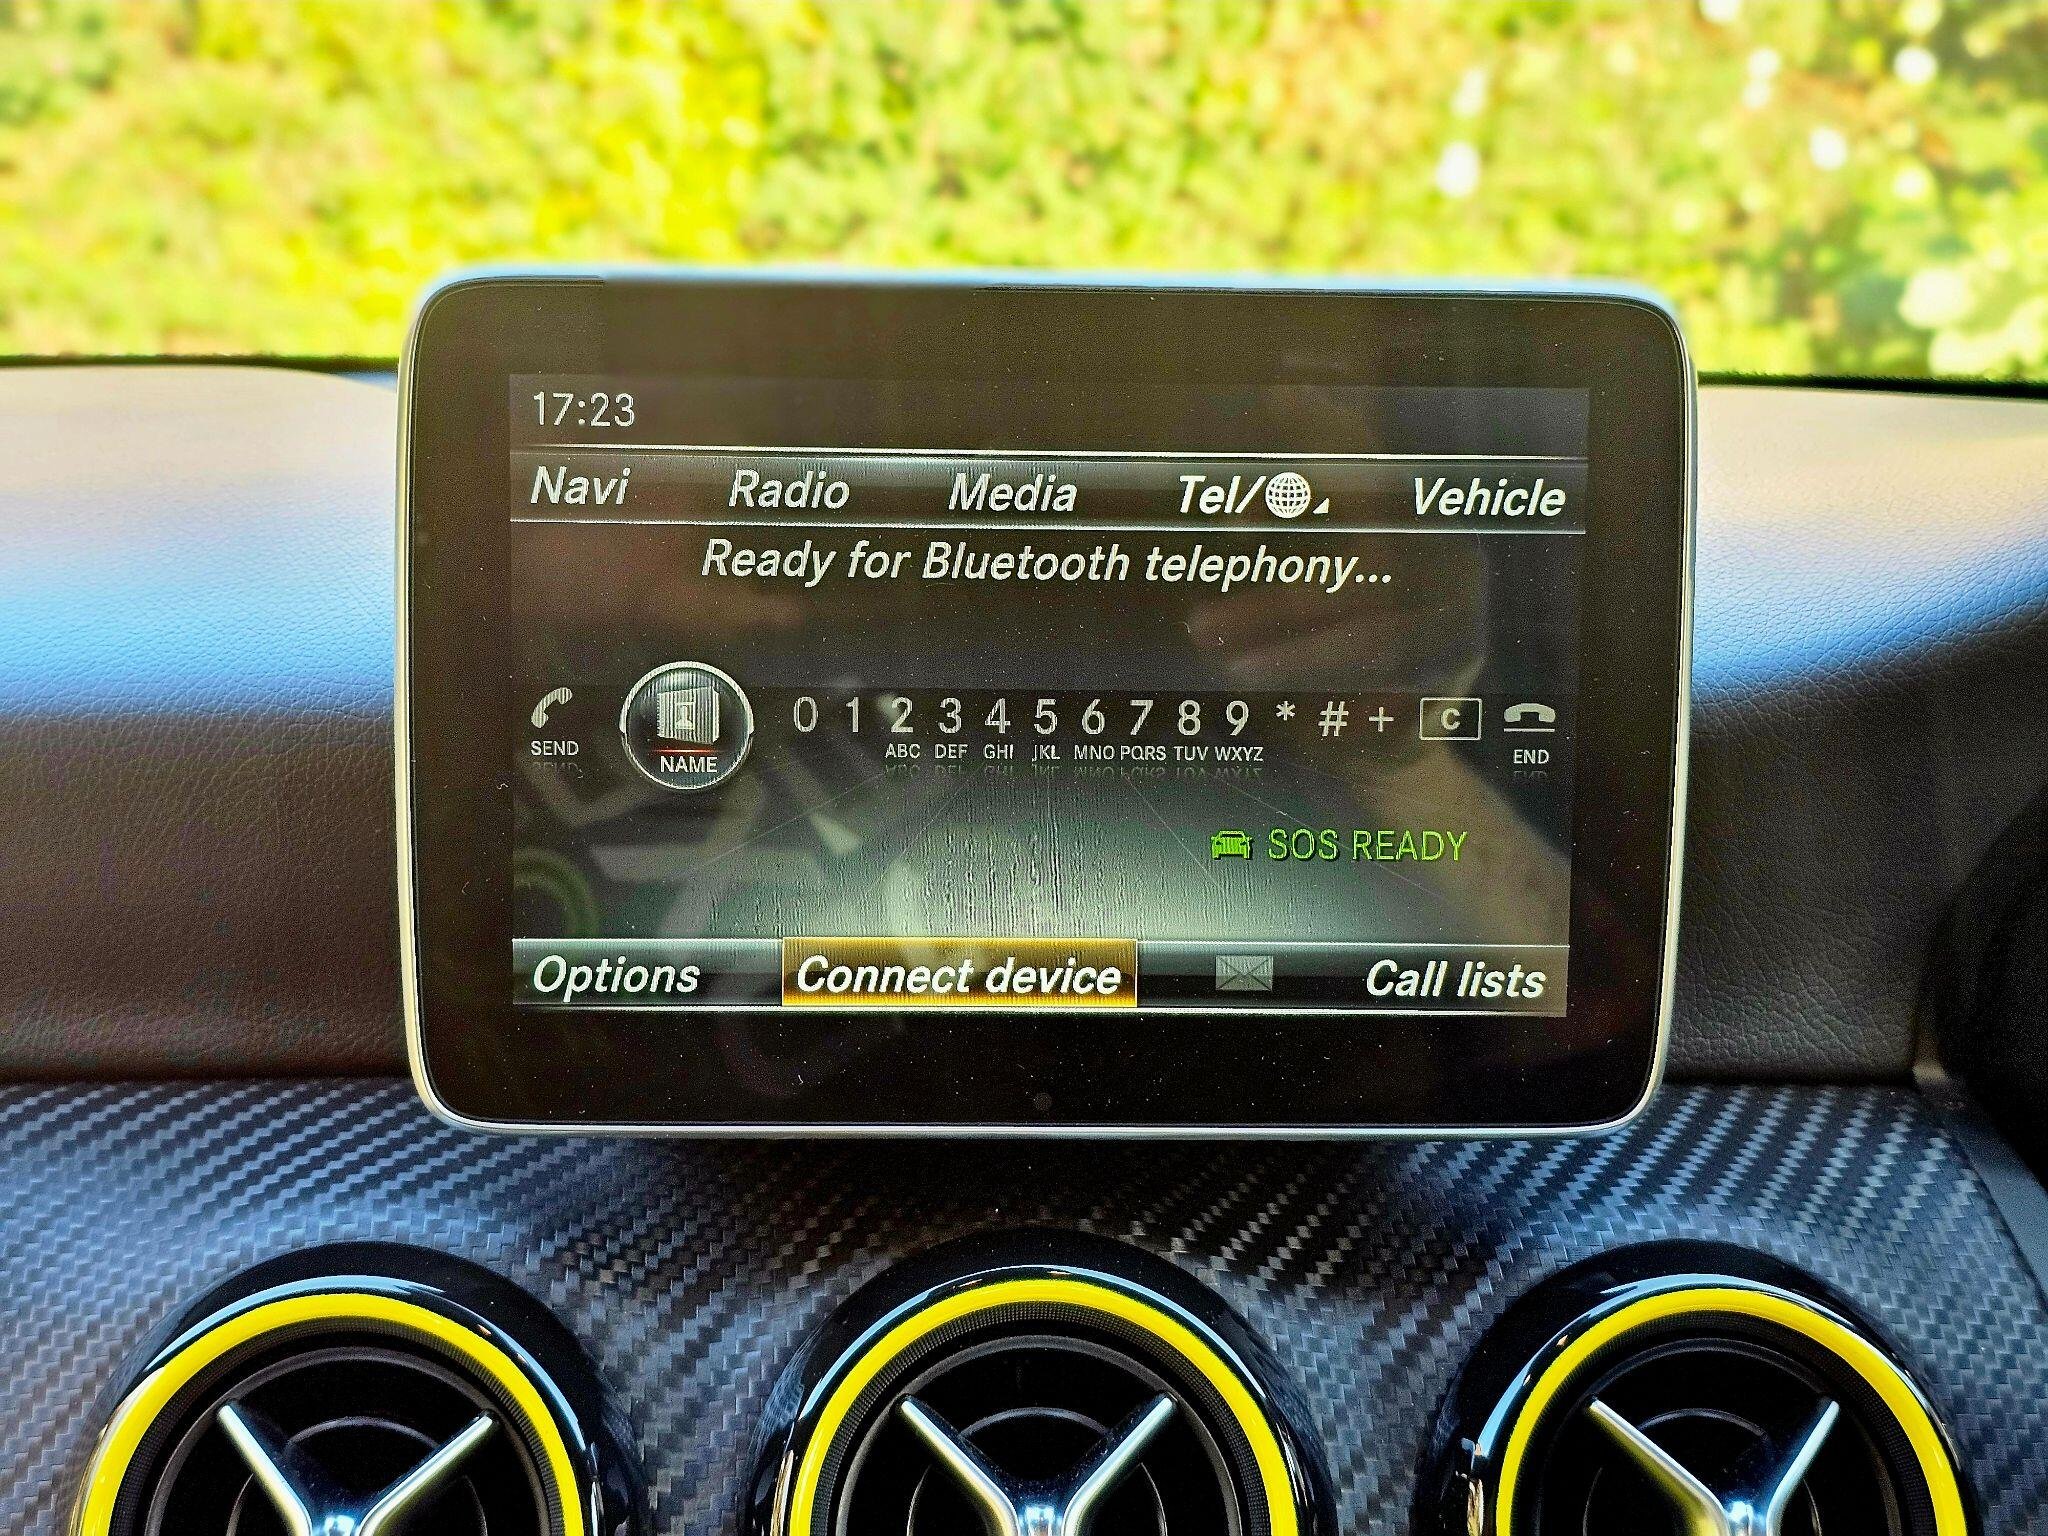 17:23
Navi Radio Media Tel/ Vehicle
Ready for Bluetooth telephony...
0 1 2 3 4 5 6 7 8 9 * # + C
SEND NAME ABC DEF GHI JKL MNO PQRS TUV WXYZ END
SOS READY
Options Connect device Call lists